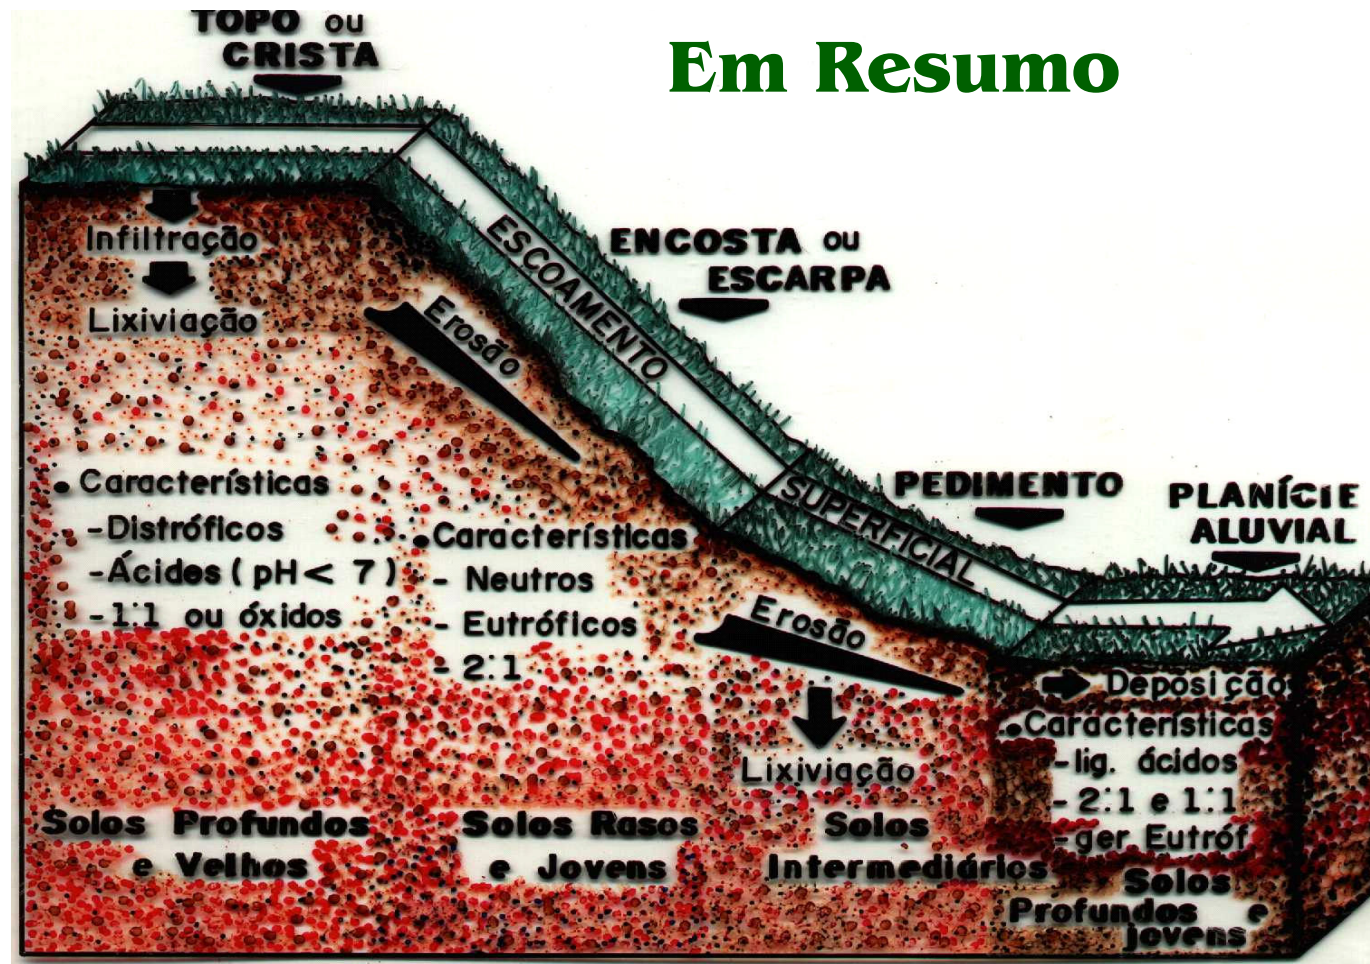 Em Resumo
TOPO ou
CRISTA
Infiltração
Lixiviação
• Características
-Distróficos
-Ácidos ( pH < 7 )
-1:1 ou óxidos
Solos Profundos
e Velhos
ENCOSTA ou
ESCARPA
ESCOAMENTO
SUPERFICIAL
Erosão
• Características
- Neutros
- Eutróficos
- 2:1
Solos Rasos
e Jovens
PEDIMENTO
Erosão
Lixiviação
Solos
Intermediários
PLANÍCIE
ALUVIAL
Deposição
• Características
-lig. ácidos
- 2:1 e 1:1
-ger Eutróf
Solos
Profundos e
jovens